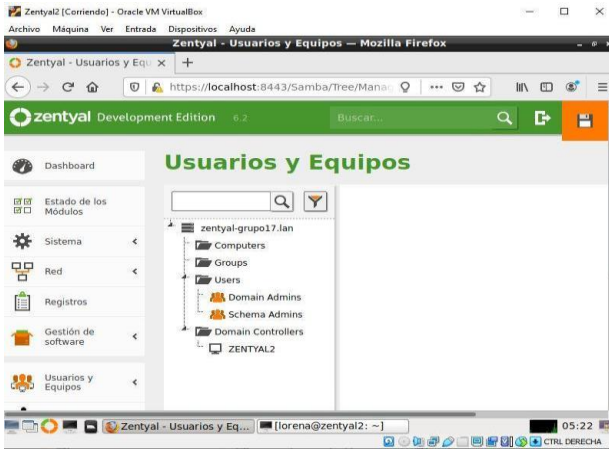 Zentyal2 [Corriendo] - Oracle VM VirtualBox
Archivo Máquina Ver Entrada Dispositivos Ayuda
Zentyal - Usuarios y Equipos — Mozilla Firefox
Zentyal - Usuarios y Equ
https://localhost:8443/Samba/Tree/Manag
zentyal Development Edition 6.2
Buscar...
Usuarios y Equipos
Dashboard
Estado de los
Módulos
Sistema
Red
Registros
Gestión de
software
Usuarios y
Equipos
zentyal-grupo17.lan
Computers
Groups
Users
Domain Admins
Schema Admins
Domain Controllers
ZENTYAL2
Zentyal - Usuarios y Eq...
[lorena@zentyal2: ~]
05:22
CTRL DERECHA